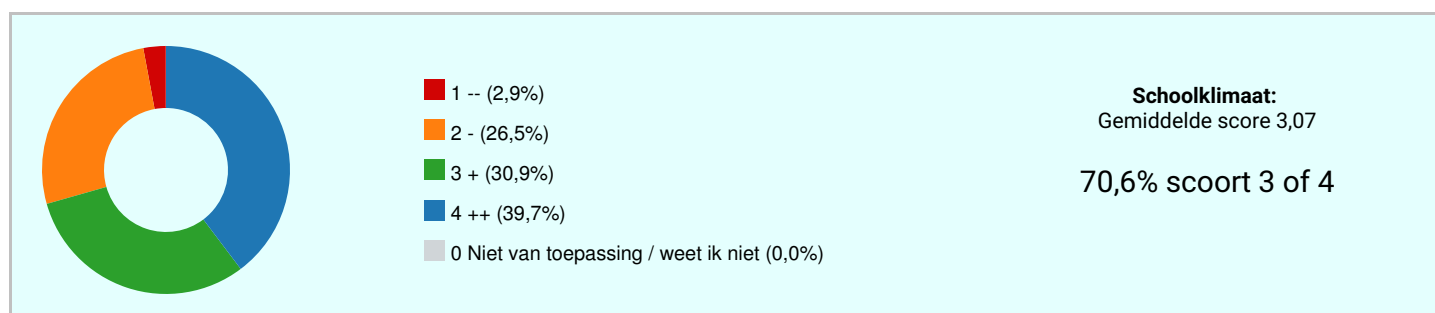 1 -- (2,9%)
2 - (26,5%)
3 + (30,9%)
4 ++ (39,7%)
0 Niet van toepassing / weet ik niet (0,0%)
Schoolklimaat:
Gemiddelde score 3,07
70,6% scoort 3 of 4